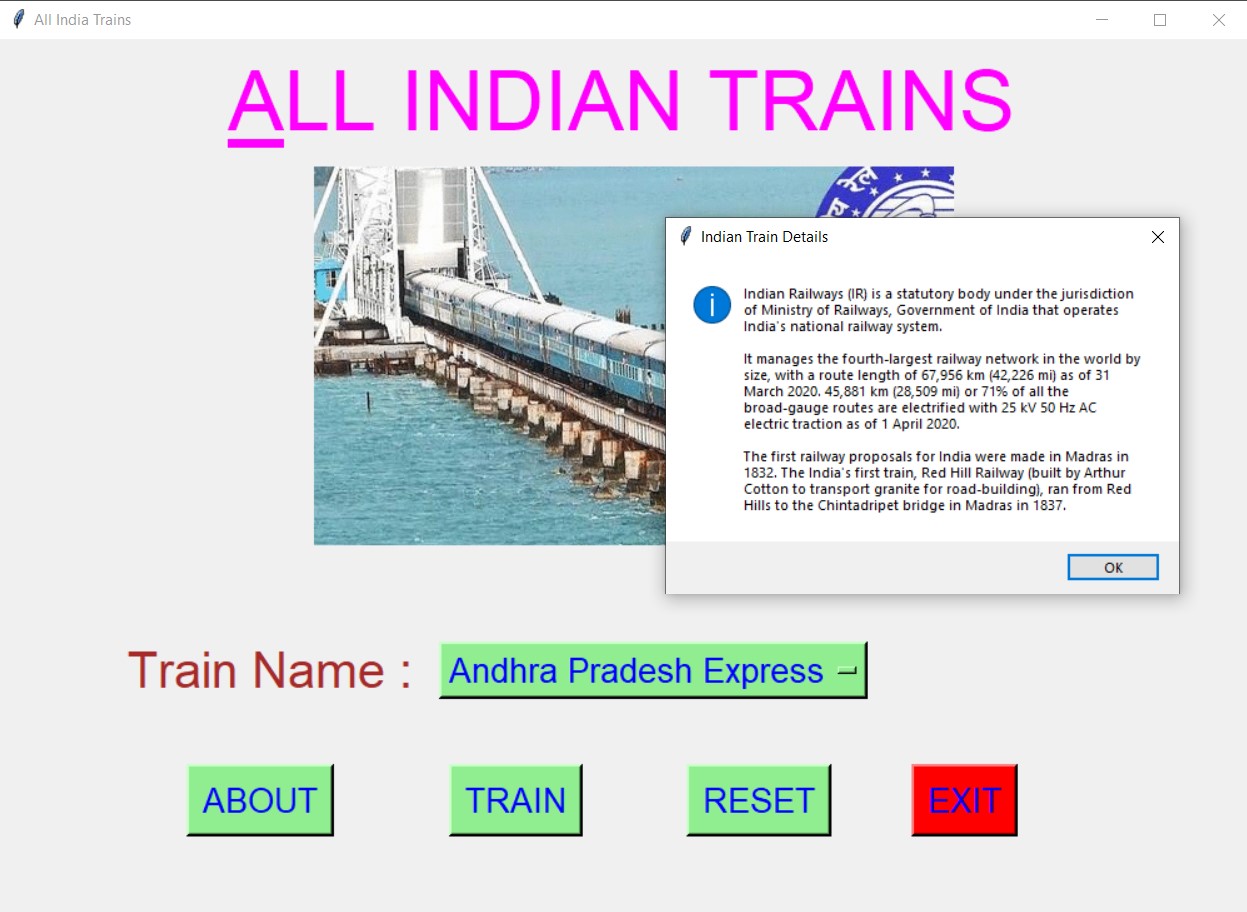 All India Trains
ALL INDIAN TRAINS
Indian Train Details
Indian Railways (IR) is a statutory body under the jurisdiction
of Ministry of Railways, Government of India that operates
India's national railway system.
It manages the fourth-largest railway network in the world by
size, with a route length of 67,956 km (42,226 mi) as of 31
March 2020. 45,881 km (28,509 mi) or 71% of all the
broad-gauge routes are electrified with 25 kV 50 Hz AC
electric traction as of 1 April 2020.
The first railway proposals for India were made in Madras in
1832. The India's first train, Red Hill Railway (built by Arthur
Cotton to transport granite for road-building), ran from Red
Hills to the Chintadripet bridge in Madras in 1837.
OK
Train Name :
Andhra Pradesh Express
ABOUT
TRAIN
RESET
EXIT